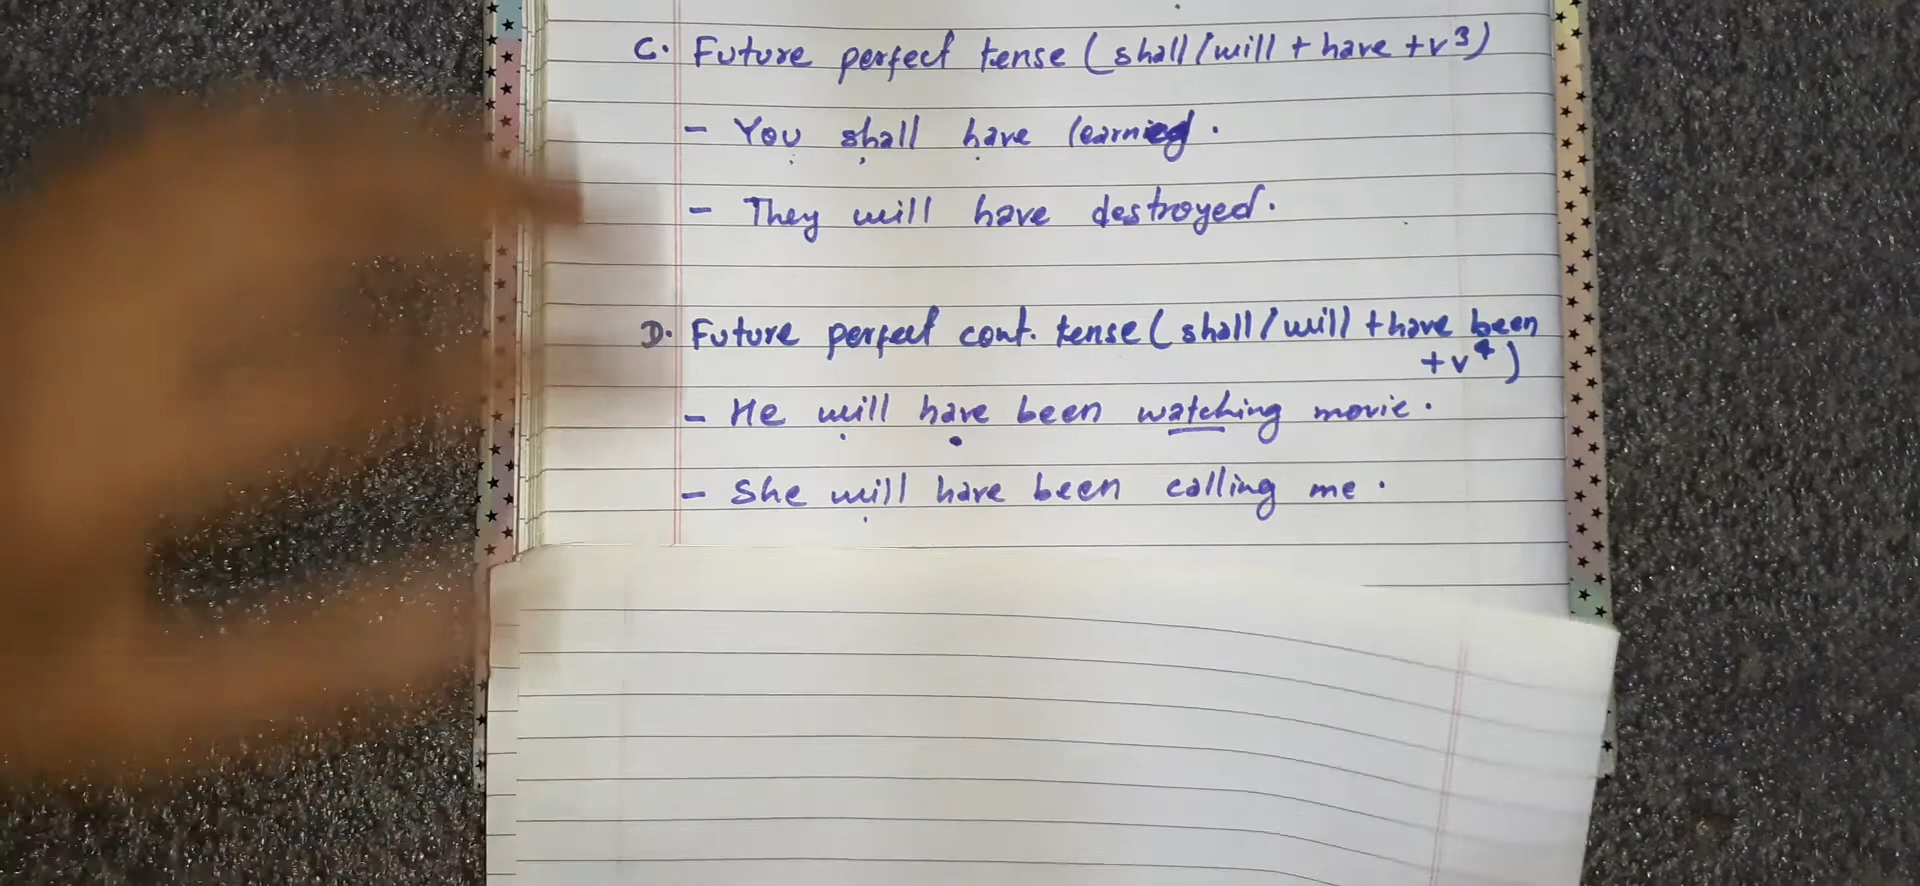 C. Future perfect tense (shall/will + have + v3)
- You shall have learned.
- They will have destroyed.
D. Future perfect cont. tense (shall/will + have been
+ v4)
- He will have been watching movie.
- She will have been calling me.